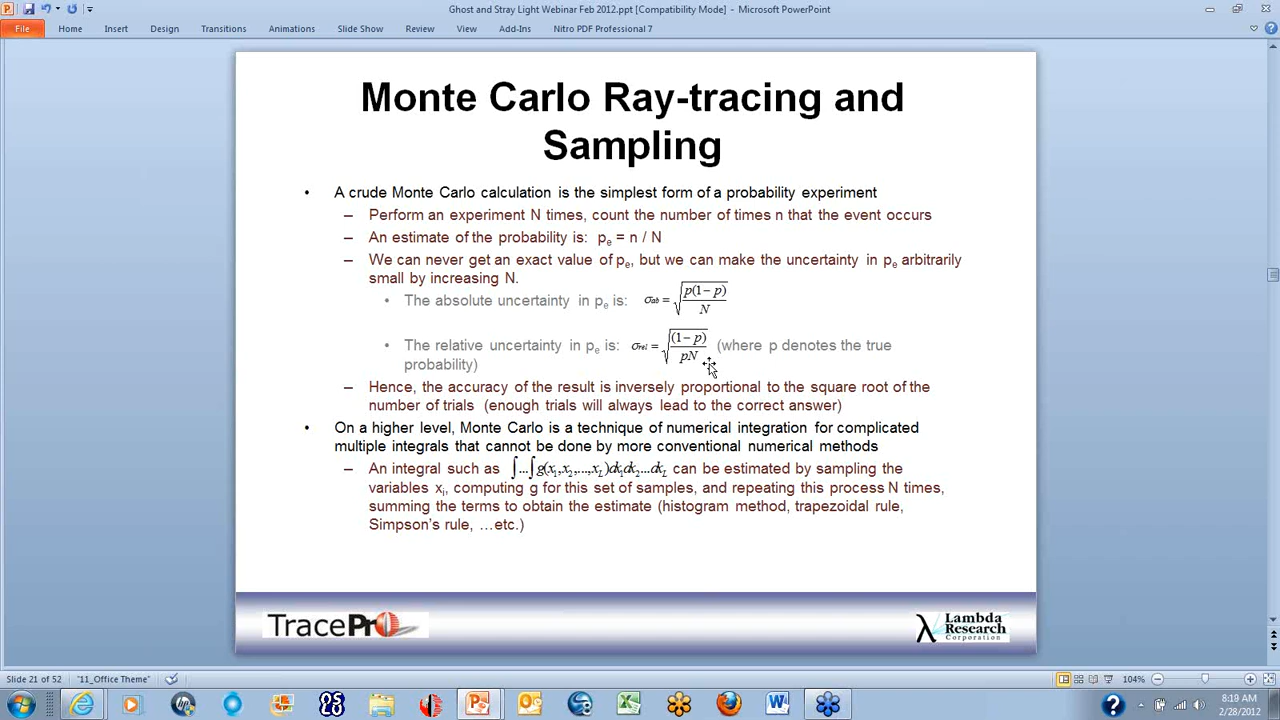 Ghost and Stray Light Webinar Feb 2012.ppt [Compatibility Mode] - Microsoft PowerPoint
File Home Insert Design Transitions Animations Slide Show Review View Add-Ins Nitro PDF Professional 7
Monte Carlo Ray-tracing and
Sampling
• A crude Monte Carlo calculation is the simplest form of a probability experiment
– Perform an experiment N times, count the number of times n that the event occurs
– An estimate of the probability is: pe = n / N
– We can never get an exact value of pe, but we can make the uncertainty in pe arbitrarily
small by increasing N.
• The absolute uncertainty in pe is: σab = √(p(1−p)/N)
• The relative uncertainty in pe is: σrel = √((1−p)/pN) (where p denotes the true
probability)
– Hence, the accuracy of the result is inversely proportional to the square root of the
number of trials (enough trials will always lead to the correct answer)
• On a higher level, Monte Carlo is a technique of numerical integration for complicated
multiple integrals that cannot be done by more conventional numerical methods
– An integral such as ∫...∫g(x1,x2,...,xL)dx1dx2...dxL can be estimated by sampling the
variables xi, computing g for this set of samples, and repeating this process N times,
summing the terms to obtain the estimate (histogram method, trapezoidal rule,
Simpson's rule, …etc.)
TracePro
λ Lambda
Research
Corporation
Slide 21 of 52 "11_Office Theme" 104%
8:19 AM
2/28/2012